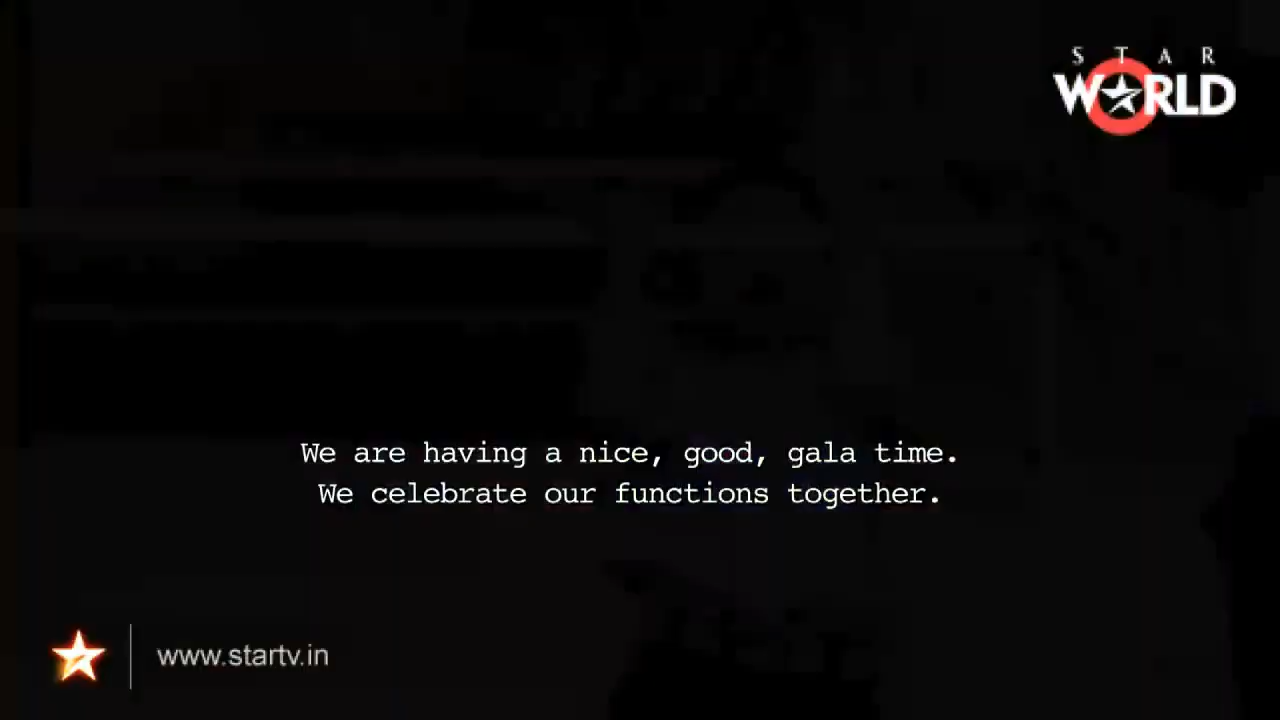 STAR
WORLD
We are having a nice, good, gala time.
We celebrate our functions together.
www.startv.in